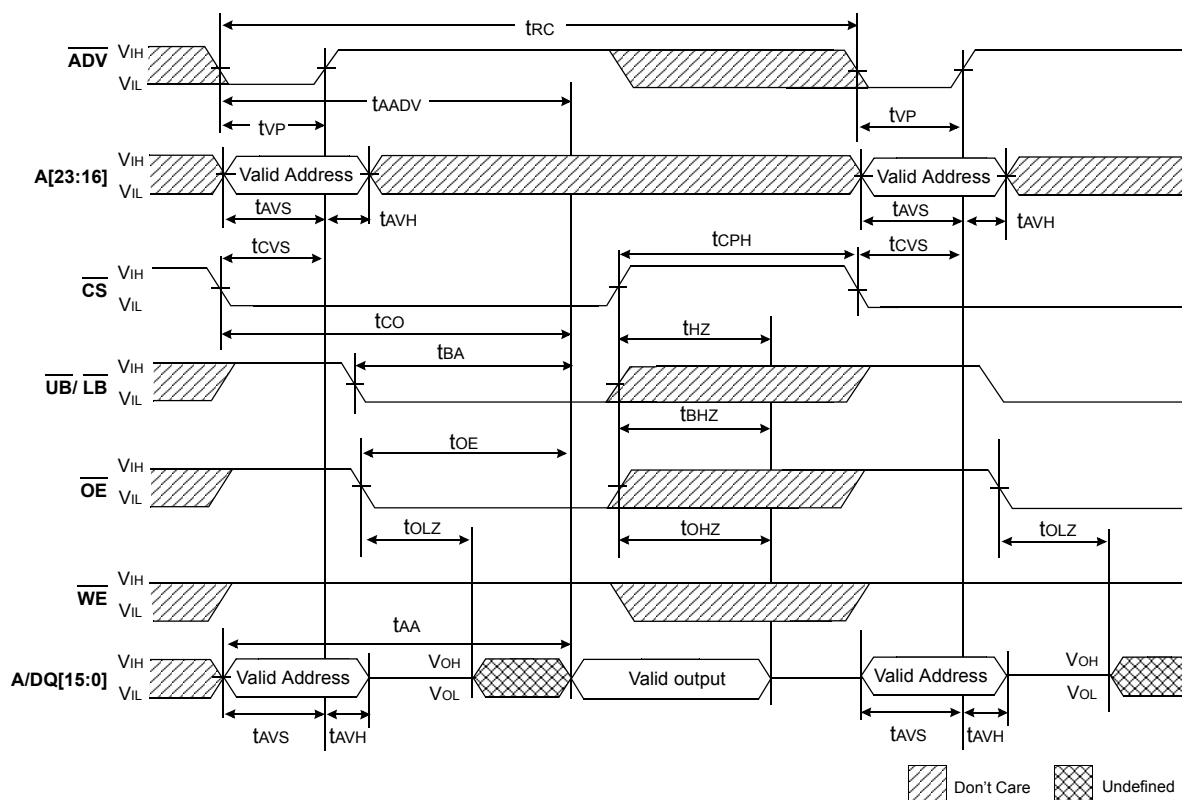 tRC
ADV
VIH
VIL
tAADV
tVP
tVP
A[23:16]
VIH
VIL
Valid Address
Valid Address
tAVS
tAVH
tAVS
tAVH
tCVS
tCPH
tCVS
CS
VIH
VIL
tCO
tHZ
UB/ LB
VIH
VIL
tBA
tBHZ
OE
VIH
VIL
tOE
tOLZ
tOHZ
tOLZ
WE
VIH
VIL
tAA
A/DQ[15:0]
VIH
VIL
Valid Address
VOH
VOL
Valid output
Valid Address
VOH
VOL
tAVS
tAVH
tAVS
tAVH
Don't Care
Undefined